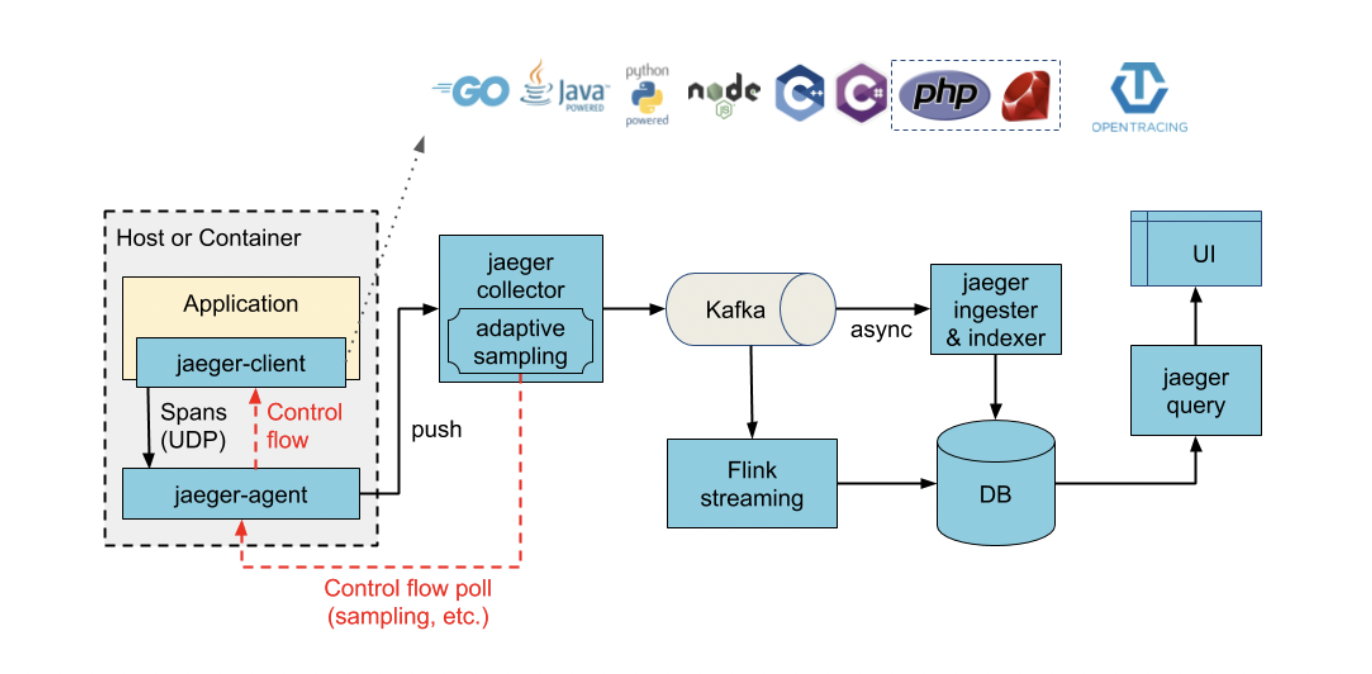 GO
Java
POWERED
python
powered
node
JS
C++
C#
php
OPENTRACING
Host or Container
Application
jaeger-client
Spans
(UDP)
Control
flow
jaeger-agent
push
jaeger
collector
adaptive
sampling
Control flow poll
(sampling, etc.)
Kafka
async
Flink
streaming
jaeger
ingester
& indexer
DB
jaeger
query
UI